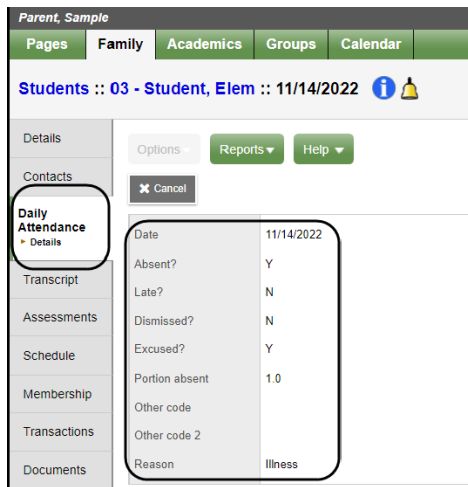 Parent, Sample
Pages Family Academics Groups Calendar
Students :: 03 - Student, Elem :: 11/14/2022 i
Details
Options Reports Help
Contacts
Cancel
Daily
Attendance
Details
Date 11/14/2022
Absent? Y
Transcript
Late? N
Assessments
Dismissed? N
Schedule
Excused? Y
Portion absent 1.0
Membership
Other code
Transactions
Other code 2
Documents
Reason Illness